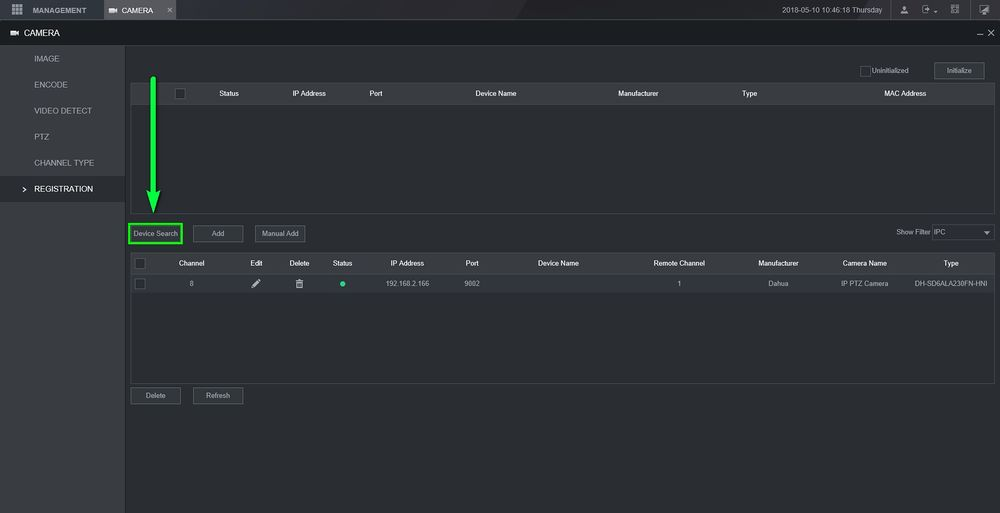 MANAGEMENT CAMERA 2018-05-10 10:46:18 Thursday
CAMERA
IMAGE
ENCODE
VIDEO DETECT
PTZ
CHANNEL TYPE
REGISTRATION
Uninitialized Initialize
Status IP Address Port Device Name Manufacturer Type MAC Address
Device Search Add Manual Add Show Filter IPC
Channel Edit Delete Status IP Address Port Device Name Remote Channel Manufacturer Camera Name Type
8 192.168.2.166 9002 1 Dahua IP PTZ Camera DH-SD6ALA230FN-HNI
Delete Refresh